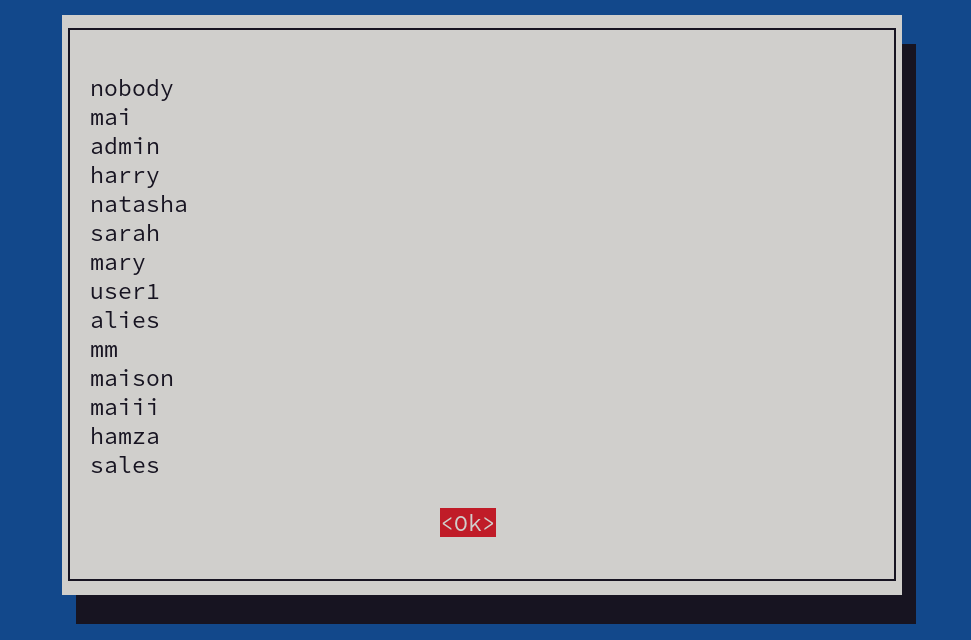 nobody
mai
admin
harry
natasha
sarah
mary
user1
alies
mm
maison
maiii
hamza
sales
<Ok>